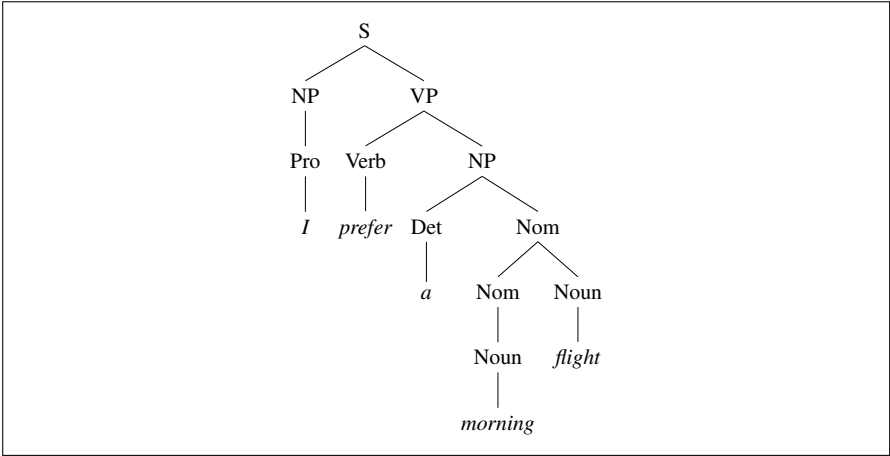 S
NP VP
Pro Verb NP
I prefer Det Nom
a Nom Noun
Noun flight
morning